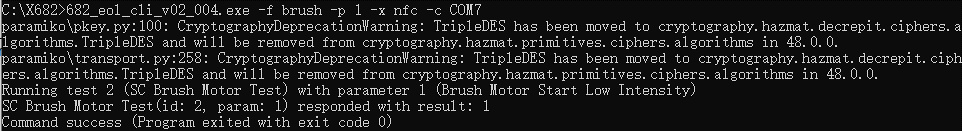 C:\X682>682_eol_cli_v02_004.exe -f brush -p 1 -x nfc -c COM7
paramiko\pkey.py:100: CryptographyDeprecationWarning: TripleDES has been moved to cryptography.hazmat.decrepit.ciphers.a
lgorithms.TripleDES and will be removed from cryptography.hazmat.primitives.ciphers.algorithms in 48.0.0.
paramiko\transport.py:258: CryptographyDeprecationWarning: TripleDES has been moved to cryptography.hazmat.decrepit.ciph
ers.algorithms.TripleDES and will be removed from cryptography.hazmat.primitives.ciphers.algorithms in 48.0.0.
Running test 2 (SC Brush Motor Test) with parameter 1 (Brush Motor Start Low Intensity)
SC Brush Motor Test(id: 2, param: 1) responded with result: 1
Command success (Program exited with exit code 0)